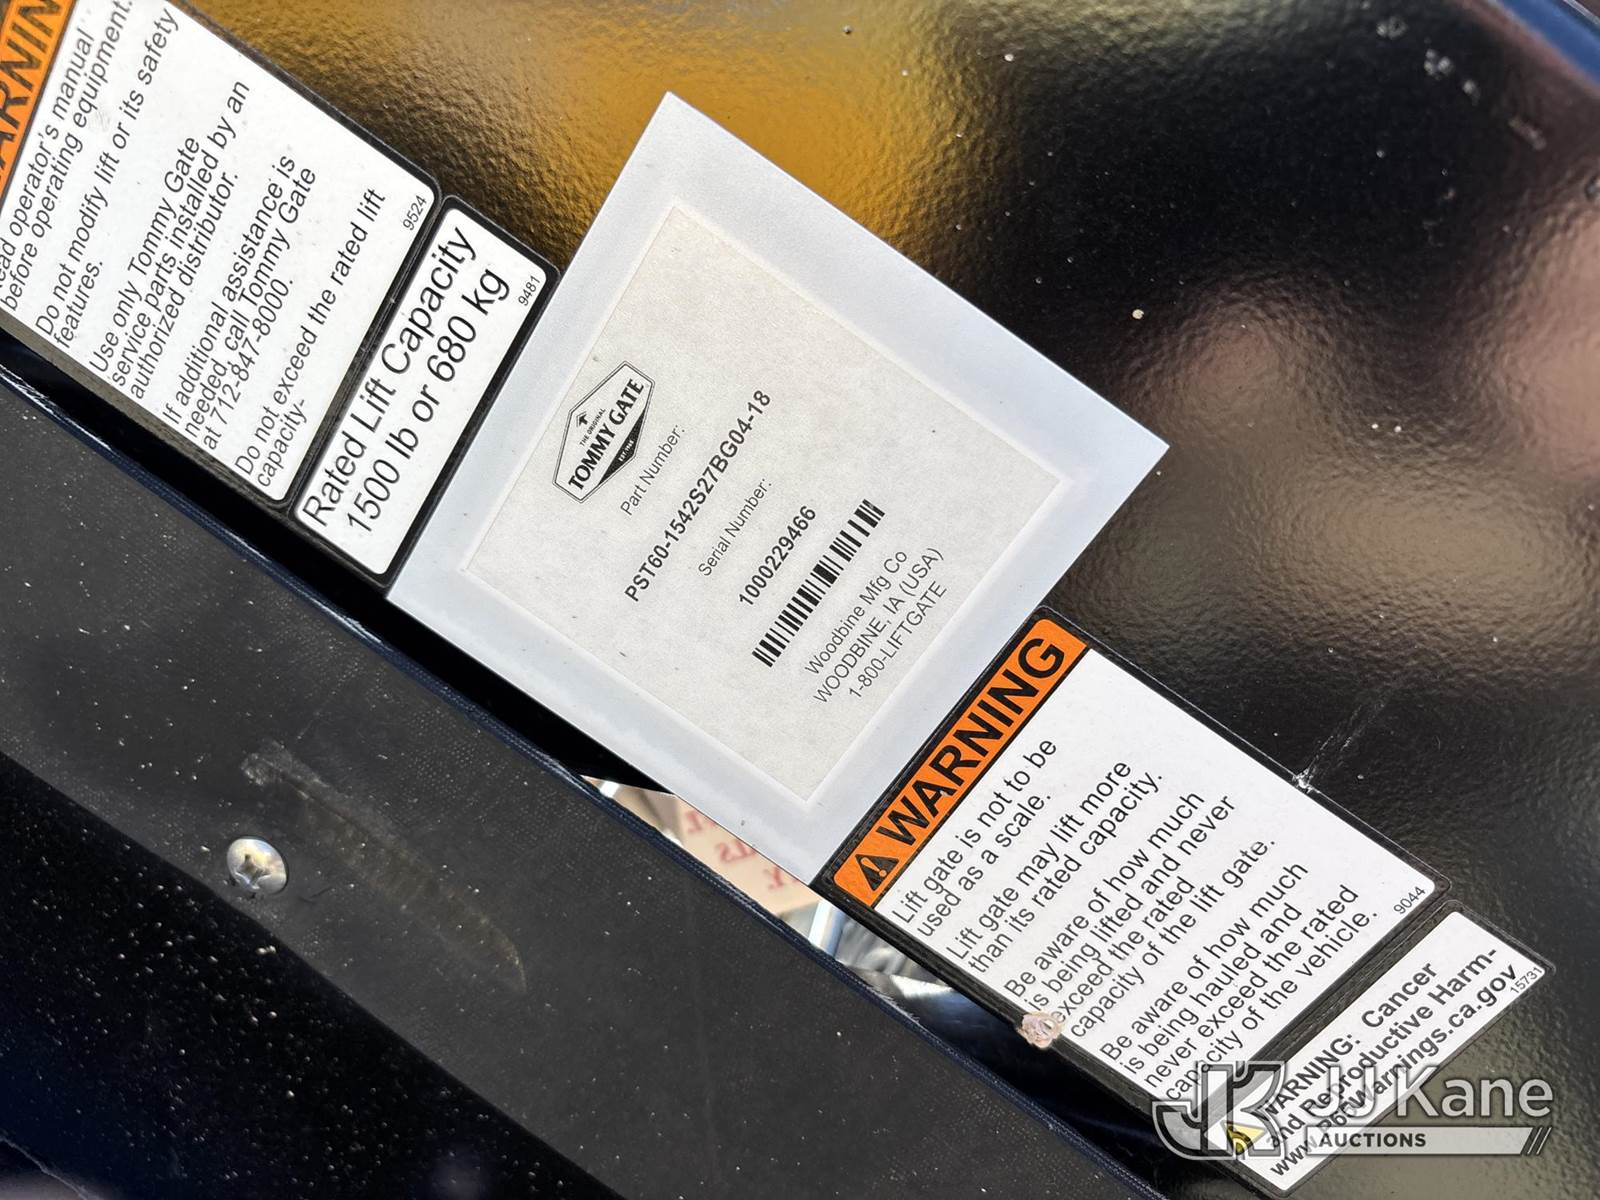 WARNIN
ead operator's manual
before operating equipment.
Do not modify lift or its safety
features.
Use only Tommy Gate
service parts installed by an
authorized distributor.
If additional assistance is
needed, call Tommy Gate
at 712-847-8000.
Do not exceed the rated lift
capacity-
9524
Rated Lift Capacity
1500 lb or 680 kg
9481
THE ORIGINAL
TOMMY GATE
Part Number:
PST60-1542S27BG04-18
Serial Number:
1000229466
Woodbine Mfg Co
WOODBINE, IA (USA)
1-800-LIFTGATE
WARNING
Lift gate is not to be
used as a scale.
Lift gate may lift more
than its rated capacity.
Be aware of how much
is being lifted and never
exceed the rated
capacity of the lift gate.
Be aware of how much
is being hauled and
never exceed the rated
capacity of the vehicle.
9044
WARNING: Cancer
and Reproductive Harm-
www.P65Warnings.ca.gov
15731
JJ Kane
AUCTIONS